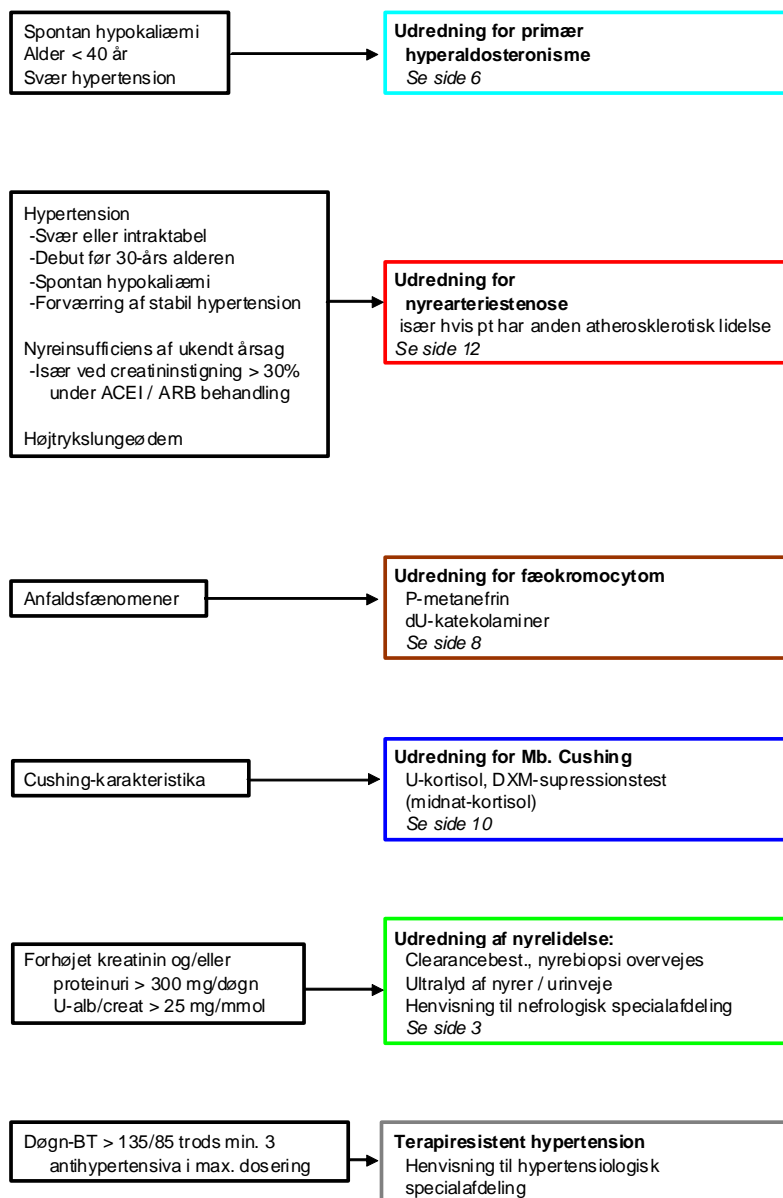 Spontan hypokaliæmi
Alder < 40 år
Svær hypertension
Udredning for primær
hyperaldosteronisme
Se side 6
Hypertension
-Svær eller intraktabel
-Debut før 30-års alderen
-Spontan hypokaliæmi
-Forværring af stabil hypertension
Nyreinsufficiens af ukendt årsag
-Især ved creatininstigning > 30%
under ACEI / ARB behandling
Højtrykslungeødem
Udredning for
nyrearteriestenose
især hvis pt har anden atherosklerotisk lidelse
Se side 12
Anfaldsfænomener
Udredning for fæokromocytom
P-metanefrin
dU-katekolaminer
Se side 8
Cushing-karakteristika
Udredning for Mb. Cushing
U-kortisol, DXM-supressionstest
(midnat-kortisol)
Se side 10
Forhøjet kreatinin og/eller
proteinuri > 300 mg/døgn
U-alb/creat > 25 mg/mmol
Udredning af nyrelidelse:
Clearancebest., nyrebiopsi overvejes
Ultralyd af nyrer / urinveje
Henvisning til nefrologisk specialafdeling
Se side 3
Døgn-BT > 135/85 trods min. 3
antihypertensiva i max. dosering
Terapiresistent hypertension
Henvisning til hypertensiologisk
specialafdeling